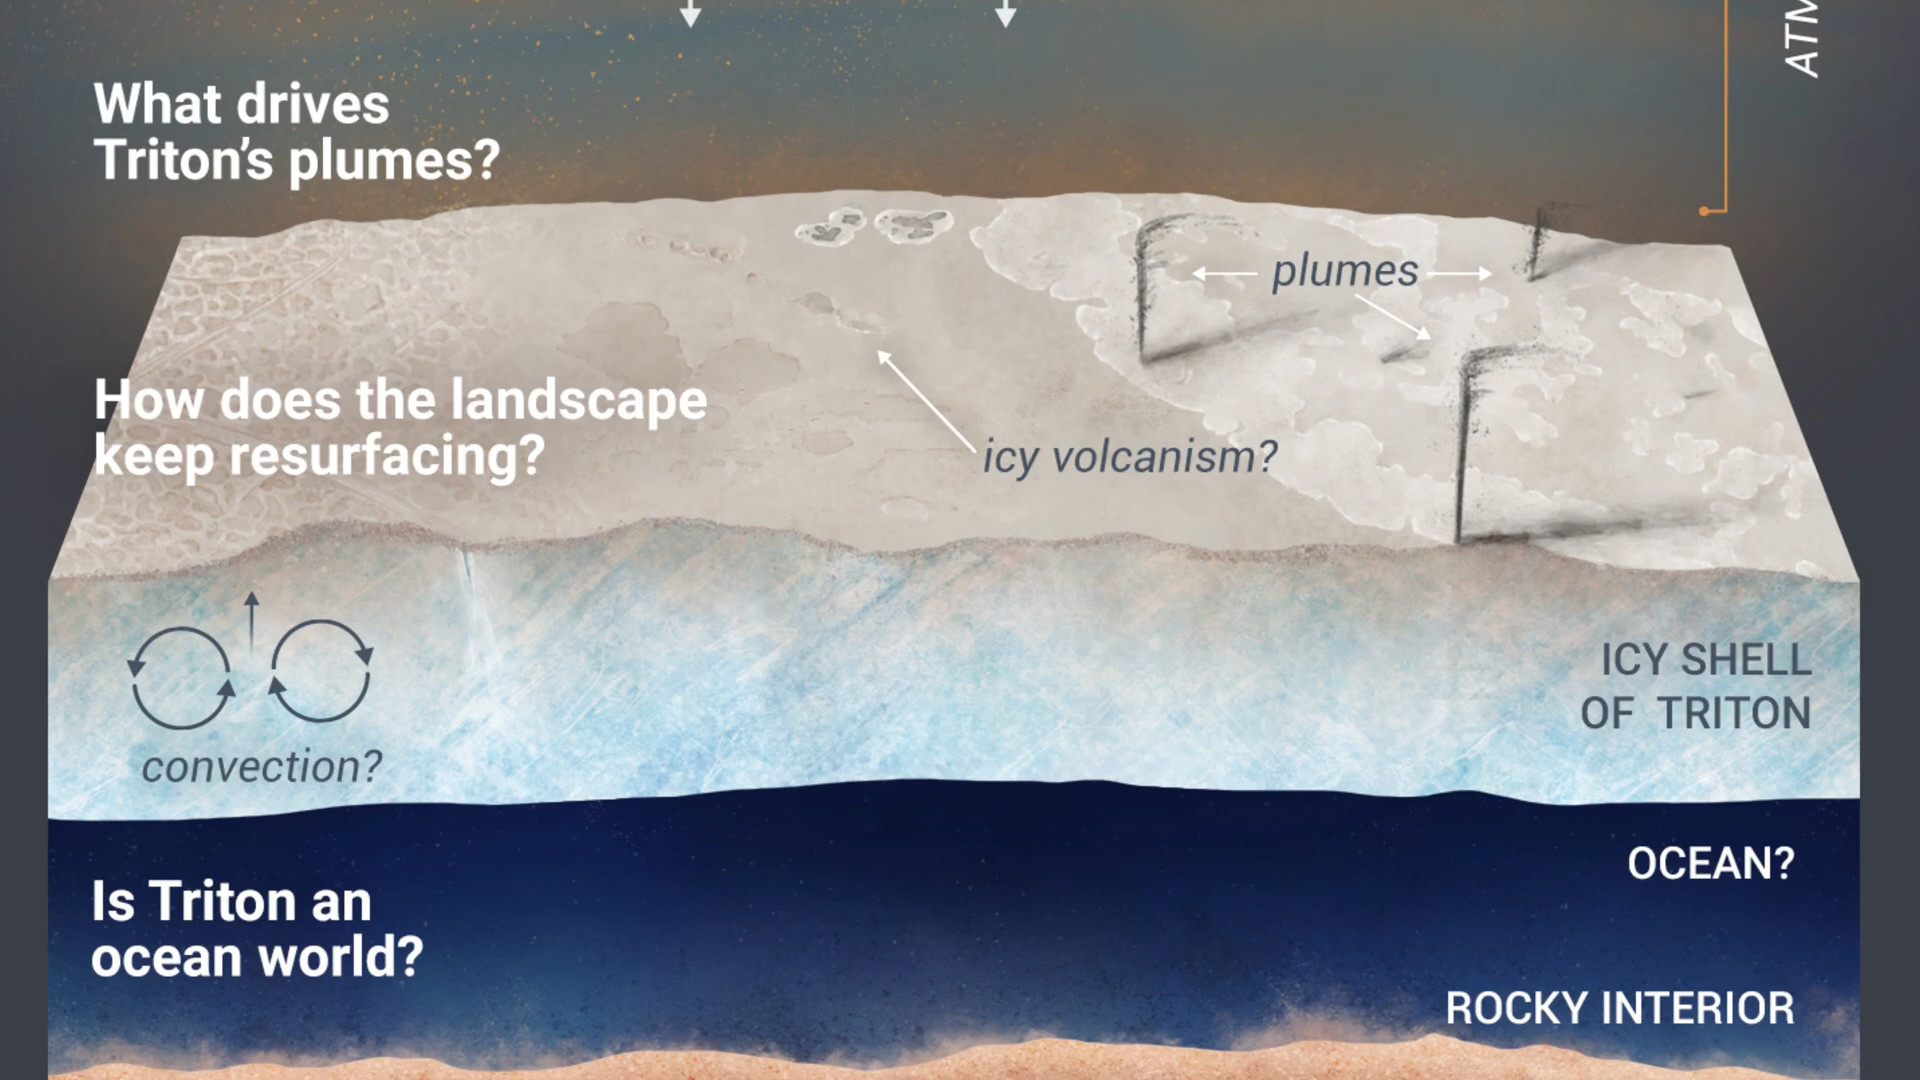 ATM
What drives
Triton's plumes?
plumes
How does the landscape
keep resurfacing?
icy volcanism?
convection?
ICY SHELL
OF TRITON
OCEAN?
Is Triton an
ocean world?
ROCKY INTERIOR